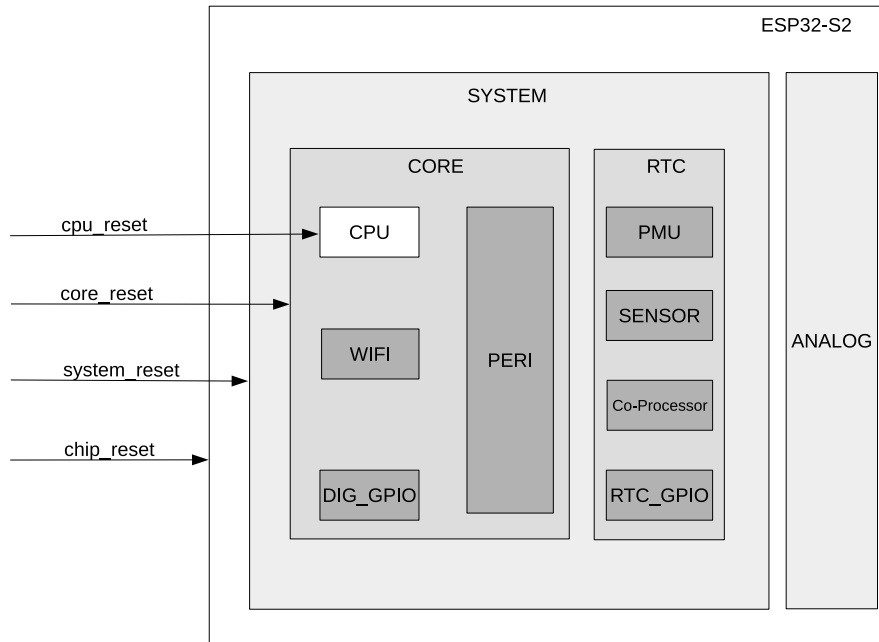 ESP32-S2
SYSTEM
CORE
RTC
cpu_reset
CPU
PMU
core_reset
SENSOR
WIFI
PERI
ANALOG
system_reset
Co-Processor
chip_reset
DIG_GPIO
RTC_GPIO